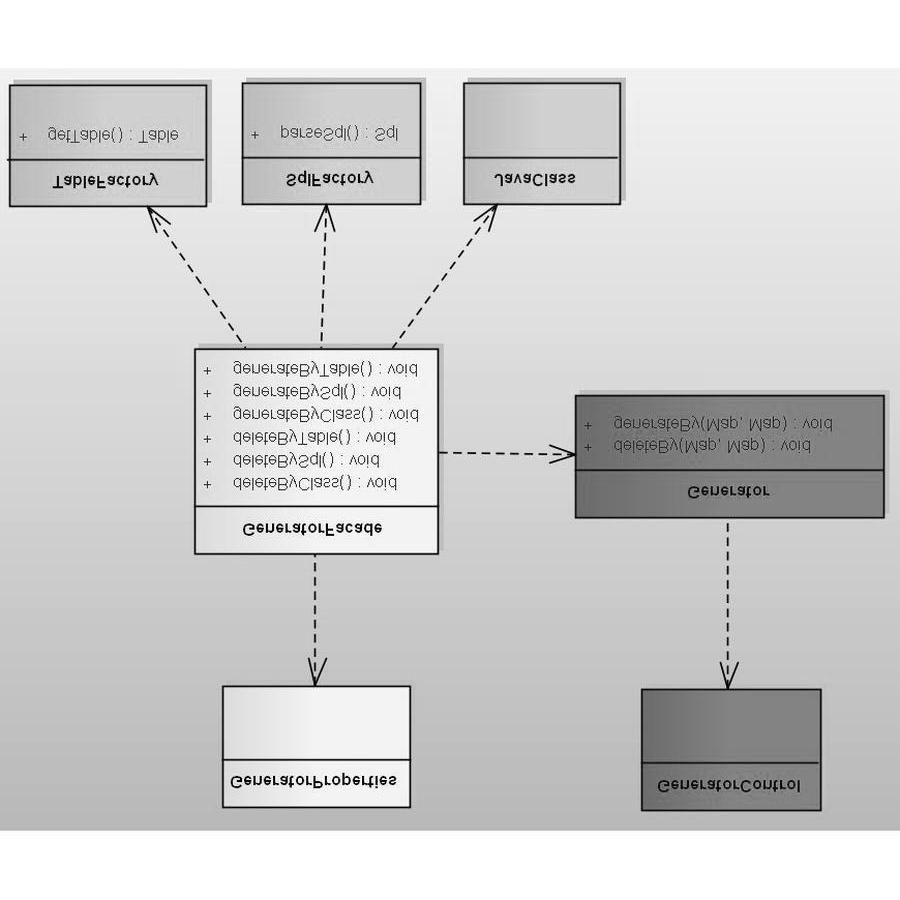 GeneratorProperties
GeneratorControl
GeneratorFacade
+ deleteByClass() : void
+ deleteBySql() : void
+ deleteByTable() : void
+ generateByClass() : void
+ generateBySql() : void
+ generateByTable() : void
Generator
+ deleteBy(Map, Map) : void
+ generateBy(Map, Map) : void
TableFactory
+ getTable() : Table
SqlFactory
+ parseSql() : Sql
JavaClass